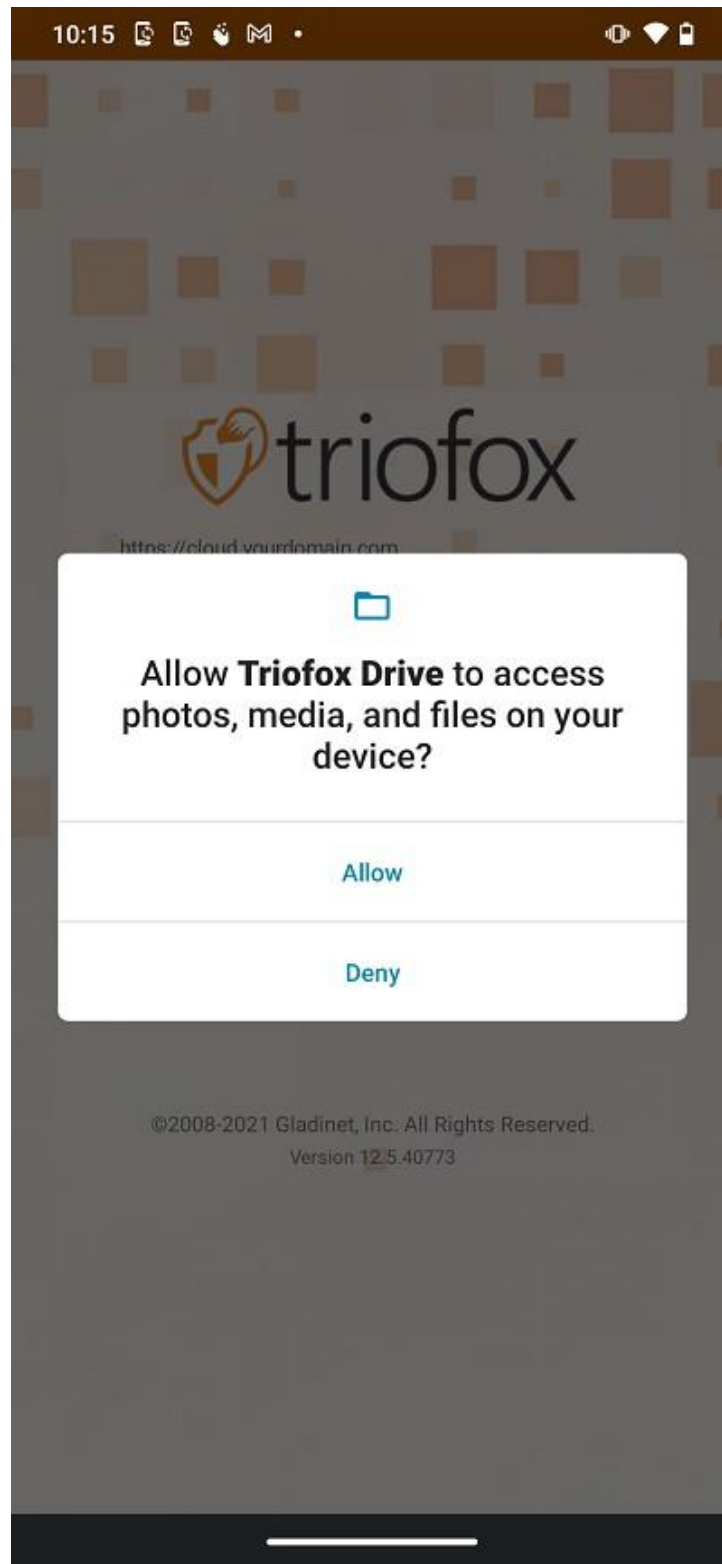 10:15
triofox
https://cloud.yourdomain.com
Allow Triofox Drive to access
photos, media, and files on your
device?
Allow
Deny
©2008-2021 Gladinet, Inc. All Rights Reserved.
Version 12.5.40773